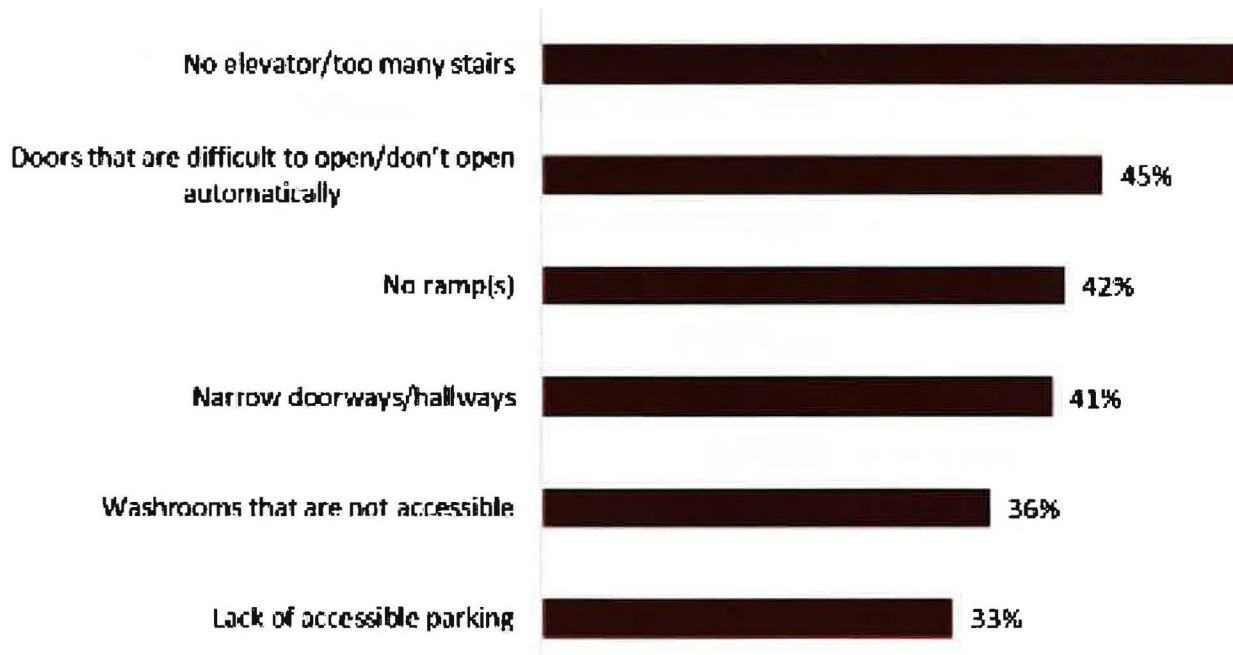 No elevator/too many stairs
Doors that are difficult to open/don't open
automatically
45%
No ramp(s)
42%
Narrow doorways/hallways
41%
Washrooms that are not accessible
36%
Lack of accessible parking
33%